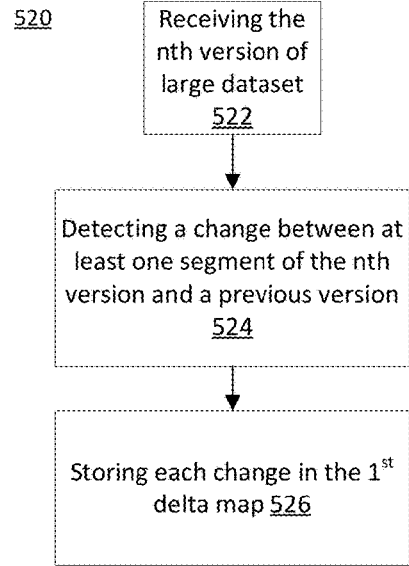 520
Receiving the
nth version of
large dataset
522
Detecting a change between at
least one segment of the nth
version and a previous version
524
Storing each change in the 1st
delta map 526